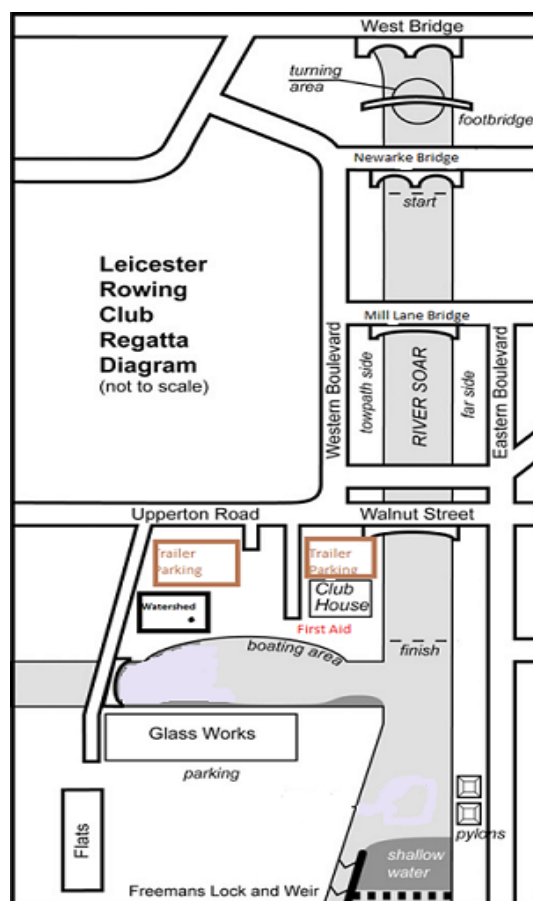 West Bridge
turning
area
footbridge
Newarke Bridge
start
Leicester
Rowing
Club
Regatta
Diagram
(not to scale)
Mill Lane Bridge
Western Boulevard
towpath side
RIVER SOAR
far side
Eastern Boulevard
Upperton Road
Walnut Street
Trailer
Parking
Trailer
Parking
Club
House
Watershed
First Aid
boating area
finish
Glass Works
parking
Flats
pylons
shallow
water
Freemans Lock and Weir